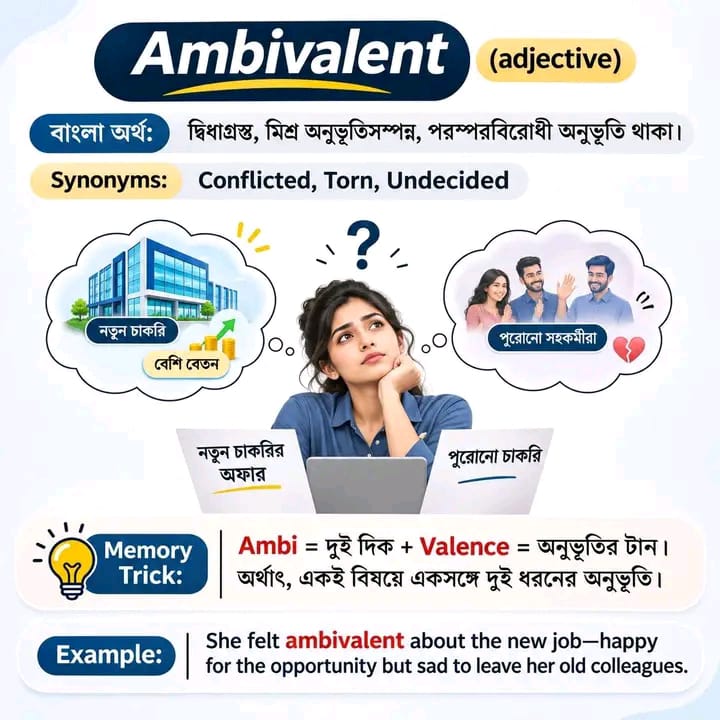 Ambivalent (adjective)
বাংলা অর্থ: দ্বিধাগ্রস্ত, মিশ্র অনুভূতিসম্পন্ন, পরস্পরবিরোধী অনুভূতি থাকা।
Synonyms: Conflicted, Torn, Undecided
?
নতুন চাকরি
বেশি বেতন
পুরোনো সহকর্মীরা
নতুন চাকরির
অফার
পুরোনো চাকরি
Memory
Trick:
Ambi = দুই দিক + Valence = অনুভূতির টান।
অর্থাৎ, একই বিষয়ে একসঙ্গে দুই ধরনের অনুভূতি।
Example:
She felt ambivalent about the new job—happy
for the opportunity but sad to leave her old colleagues.